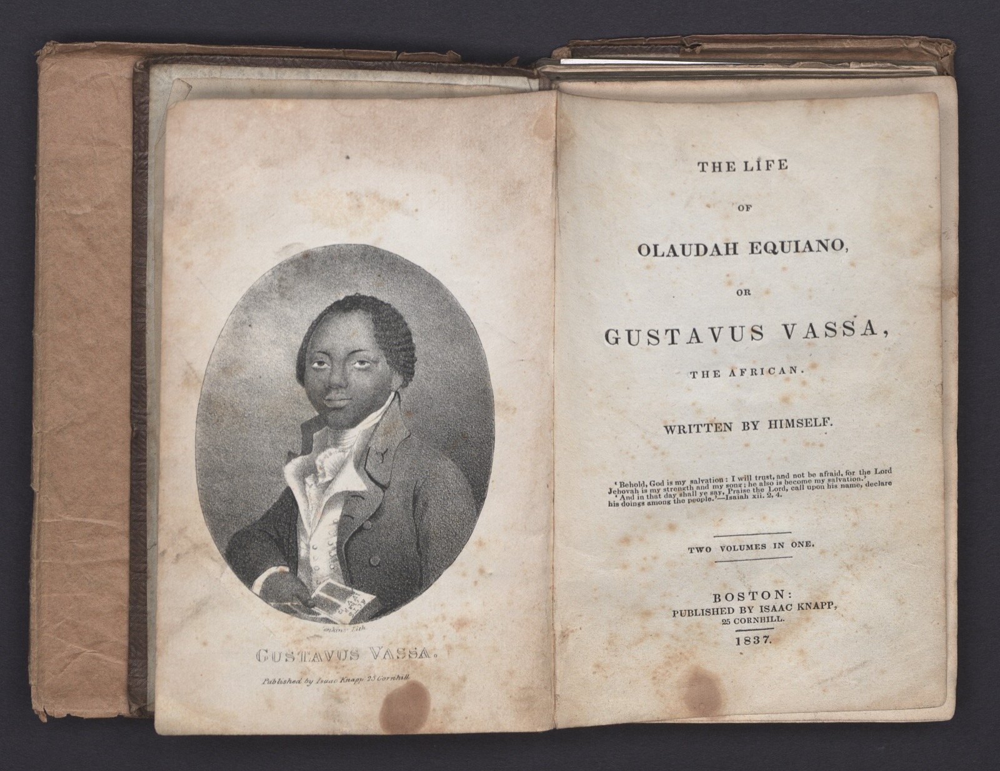 GUSTAVUS VASSA.
Published by Isaac Knapp 25 Cornhill
THE LIFE
OF
OLAUDAH EQUIANO,
OR
GUSTAVUS VASSA,
THE AFRICAN.
WRITTEN BY HIMSELF.
'Behold, God is my salvation: I will trust, and not be afraid, for the Lord
Jehovah is my strength and my song; he also is become my salvation.'
'And in that day shall ye say, Praise the Lord, call upon his name, declare
his doings among the people.'—Isaiah xii. 2, 4.
TWO VOLUMES IN ONE.
BOSTON:
PUBLISHED BY ISAAC KNAPP,
25 CORNHILL.
1837.